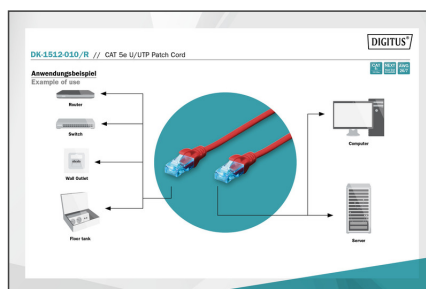 DIGITUS®
DK-1512-010/R // CAT 5e U/UTP Patch Cord
Anwendungsbeispiel
Example of use
Router
Switch
Wall Outlet
Floor tank
Computer
Server